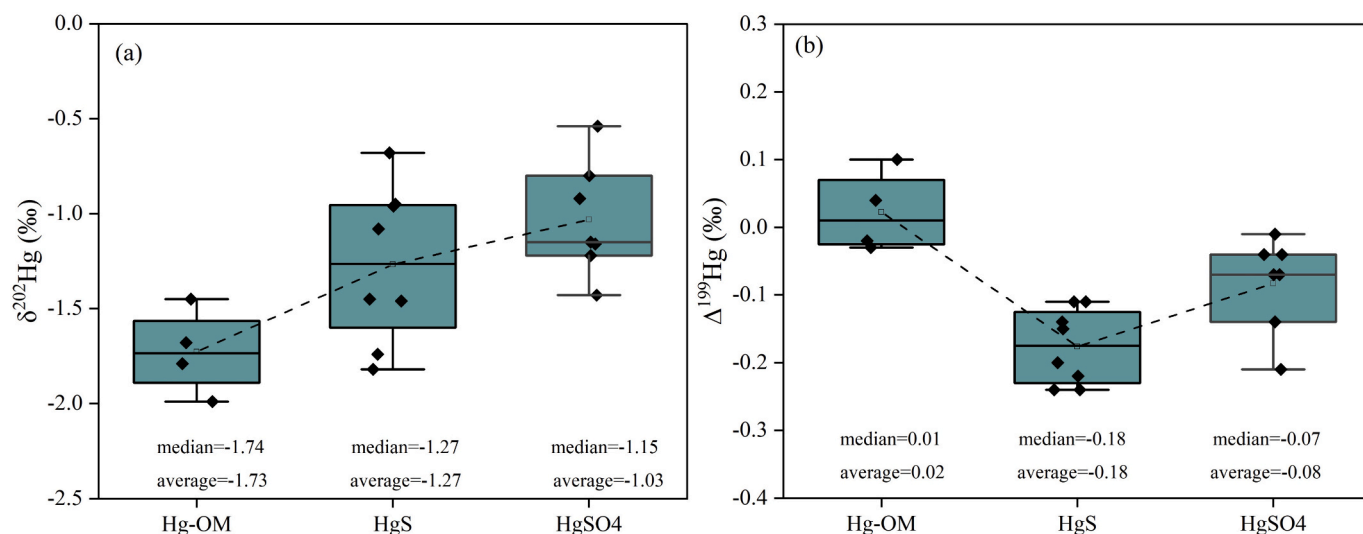 (a)
δ²⁰²Hg (‰)
0.0
-0.5
-1.0
-1.5
-2.0
-2.5
median=-1.74
average=-1.73
median=-1.27
average=-1.27
median=-1.15
average=-1.03
Hg-OM
HgS
HgSO4
(b)
Δ¹⁹⁹Hg (‰)
0.3
0.2
0.1
0.0
-0.1
-0.2
-0.3
-0.4
median=0.01
average=0.02
median=-0.18
average=-0.18
median=-0.07
average=-0.08
Hg-OM
HgS
HgSO4